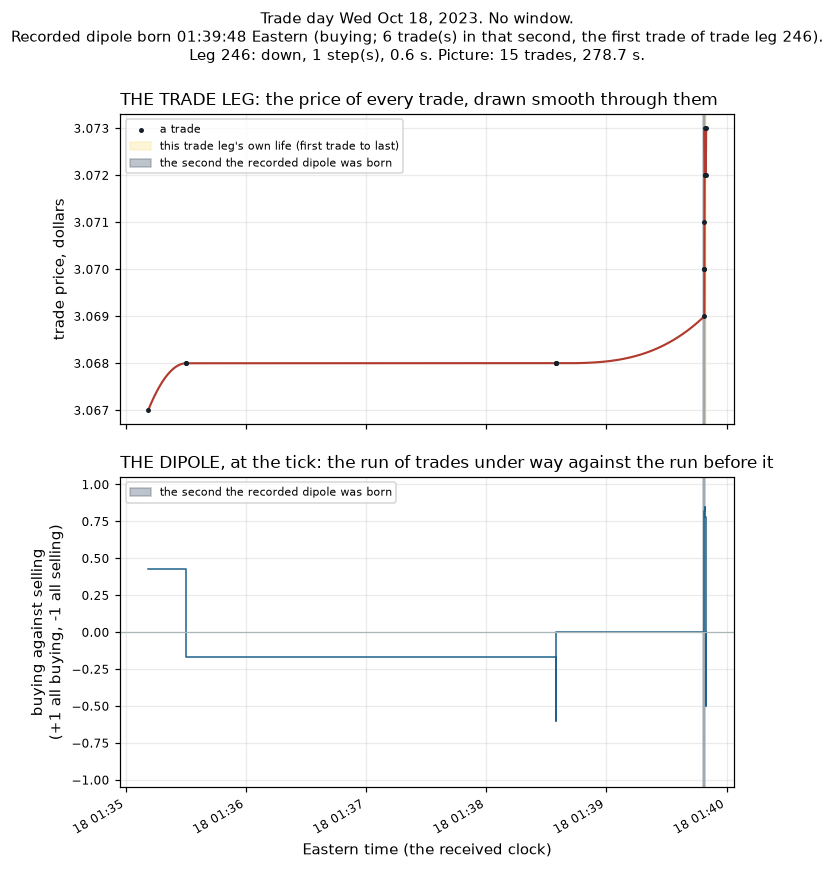 Trade day Wed Oct 18, 2023. No window.
Recorded dipole born 01:39:48 Eastern (buying; 6 trade(s) in that second, the first trade of trade leg 246).
Leg 246: down, 1 step(s), 0.6 s. Picture: 15 trades, 278.7 s.
THE TRADE LEG: the price of every trade, drawn smooth through them
a trade
this trade leg's own life (first trade to last)
the second the recorded dipole was born
trade price, dollars
3.073
3.072
3.071
3.070
3.069
3.068
3.067
THE DIPOLE, at the tick: the run of trades under way against the run before it
the second the recorded dipole was born
buying against selling
(+1 all buying, -1 all selling)
1.00
0.75
0.50
0.25
0.00
−0.25
−0.50
−0.75
−1.00
18 01:35
18 01:36
18 01:37
18 01:38
18 01:39
18 01:40
Eastern time (the received clock)